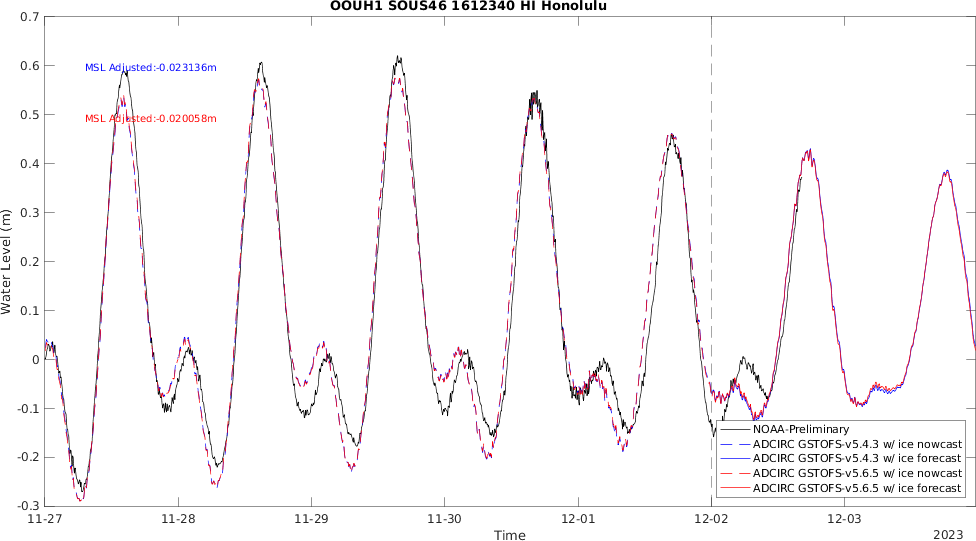 OOUH1 SOUS46 1612340 HI Honolulu
0.7
0.6
0.5
0.4
0.3
0.2
0.1
0
-0.1
-0.2
-0.3
Water Level (m)
MSL Adjusted:-0.023136m
MSL Adjusted:-0.020058m
NOAA-Preliminary
ADCIRC GSTOFS-v5.4.3 w/ ice nowcast
ADCIRC GSTOFS-v5.4.3 w/ ice forecast
ADCIRC GSTOFS-v5.6.5 w/ ice nowcast
ADCIRC GSTOFS-v5.6.5 w/ ice forecast
11-27 11-28 11-29 11-30 12-01 12-02 12-03
Time
2023